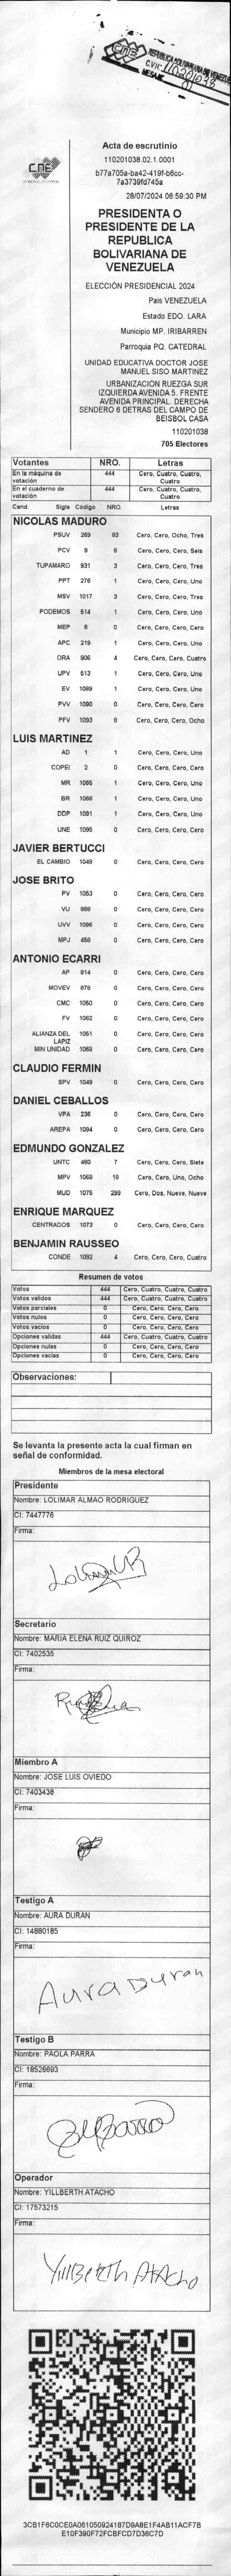 CNE
REPUBLICA BOLIVARIANA DE VENEZUELA
MESA
CNE
Acta de escrutinio
110201038.02.1.0001
b77a705a-ba42-419f-b6cc-
7a3739fd745a
28/07/2024 06:59:30 PM
PRESIDENTA O
PRESIDENTE DE LA
REPUBLICA
BOLIVARIANA DE
VENEZUELA
ELECCIÓN PRESIDENCIAL 2024
Pais VENEZUELA
Estado EDO. LARA
Municipio MP. IRIBARREN
Parroquia PQ. CATEDRAL
UNIDAD EDUCATIVA DOCTOR JOSE
MANUEL SISO MARTINEZ
URBANIZACIÓN RUEZGA SUR
IZQUIERDA AVENIDA 5. FRENTE
AVENIDA PRINCIPAL. DERECHA
SENDERO 6 DETRAS DEL CAMPO DE
BEISBOL CASA
110201038
705 Electores
Votantes NRO. Letras
En la máquina de votación 444 Cero, Cuatro, Cuatro, Cuatro
En el cuaderno de votación 444 Cero, Cuatro, Cuatro, Cuatro
Cand. Sigla Código NRO. Letras
NICOLAS MADURO
PSUV 269 83 Cero, Cero, Ocho, Tres
PCV 9 6 Cero, Cero, Cero, Seis
TUPAMARO 931 3 Cero, Cero, Cero, Tres
PPT 276 1 Cero, Cero, Cero, Uno
MSV 1017 3 Cero, Cero, Cero, Tres
PODEMOS 514 1 Cero, Cero, Cero, Uno
MEP 6 0 Cero, Cero, Cero, Cero
APC 219 1 Cero, Cero, Cero, Uno
ORA 906 4 Cero, Cero, Cero, Cuatro
UPV 513 1 Cero, Cero, Cero, Uno
EV 1089 1 Cero, Cero, Cero, Uno
PVV 1090 0 Cero, Cero, Cero, Cero
PFV 1093 8 Cero, Cero, Cero, Ocho
LUIS MARTINEZ
AD 1 1 Cero, Cero, Cero, Uno
COPEI 2 0 Cero, Cero, Cero, Cero
MR 1065 1 Cero, Cero, Cero, Uno
BR 1066 1 Cero, Cero, Cero, Uno
DDP 1091 1 Cero, Cero, Cero, Uno
UNE 1095 0 Cero, Cero, Cero, Cero
JAVIER BERTUCCI
EL CAMBIO 1048 0 Cero, Cero, Cero, Cero
JOSE BRITO
PV 1053 0 Cero, Cero, Cero, Cero
VU 868 0 Cero, Cero, Cero, Cero
UVV 1096 0 Cero, Cero, Cero, Cero
MPJ 458 0 Cero, Cero, Cero, Cero
ANTONIO ECARRI
AP 814 0 Cero, Cero, Cero, Cero
MOVEV 878 0 Cero, Cero, Cero, Cero
CMC 1050 0 Cero, Cero, Cero, Cero
FV 1062 0 Cero, Cero, Cero, Cero
ALIANZA DEL LAPIZ 1051 0 Cero, Cero, Cero, Cero
MIN UNIDAD 1068 0 Cero, Cero, Cero, Cero
CLAUDIO FERMIN
SPV 1049 0 Cero, Cero, Cero, Cero
DANIEL CEBALLOS
VPA 236 0 Cero, Cero, Cero, Cero
AREPA 1094 0 Cero, Cero, Cero, Cero
EDMUNDO GONZALEZ
UNTC 460 7 Cero, Cero, Cero, Siete
MPV 1069 18 Cero, Cero, Uno, Ocho
MUD 1075 299 Cero, Dos, Nueve, Nueve
ENRIQUE MARQUEZ
CENTRADOS 1073 0 Cero, Cero, Cero, Cero
BENJAMIN RAUSSEO
CONDE 1092 4 Cero, Cero, Cero, Cuatro
Resumen de votos
Votos 444 Cero, Cuatro, Cuatro, Cuatro
Votos validos 444 Cero, Cuatro, Cuatro, Cuatro
Votos parciales 0 Cero, Cero, Cero, Cero
Votos nulos 0 Cero, Cero, Cero, Cero
Votos vacios 0 Cero, Cero, Cero, Cero
Opciones validas 444 Cero, Cuatro, Cuatro, Cuatro
Opciones nulas 0 Cero, Cero, Cero, Cero
Opciones vacias 0 Cero, Cero, Cero, Cero
Observaciones:
Se levanta la presente acta la cual firman en
señal de conformidad.
Miembros de la mesa electoral
Presidente
Nombre: LOLIMAR ALMAO RODRIGUEZ
CI: 7447776
Firma:
Secretario
Nombre: MARIA ELENA RUIZ QUIROZ
CI: 7402535
Firma:
Miembro A
Nombre: JOSE LUIS OVIEDO
CI: 7403438
Firma:
Testigo A
Nombre: AURA DURAN
CI: 14880185
Firma:
Aura Duran
Testigo B
Nombre: PAOLA PARRA
CI: 18526693
Firma:
Operador
Nombre: YILLBERTH ATACHO
CI: 17573215
Firma:
Yillberth Atacho
3CB1F6C0CE0A061050924187D9A8E1F4AB11ACF7B
E10F390F72FCBFCD7D36C7D